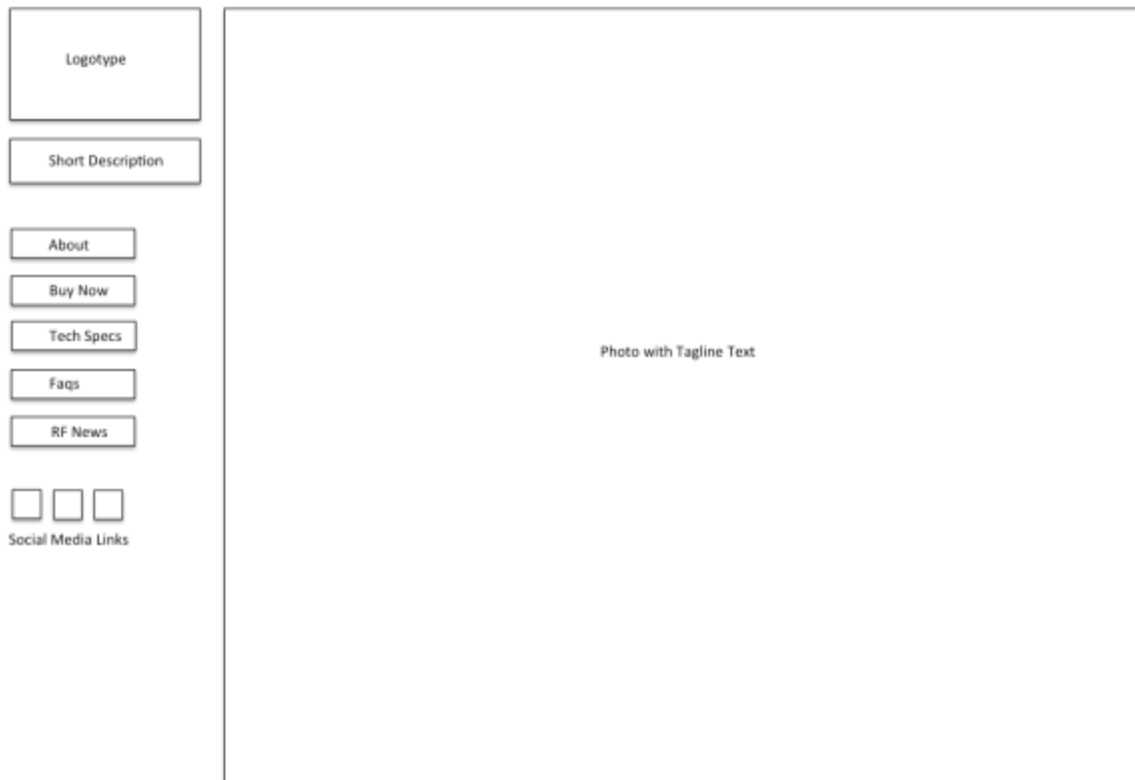 Logotype
Short Description
About
Buy Now
Tech Specs
Faqs
RF News
Social Media Links
Photo with Tagline Text